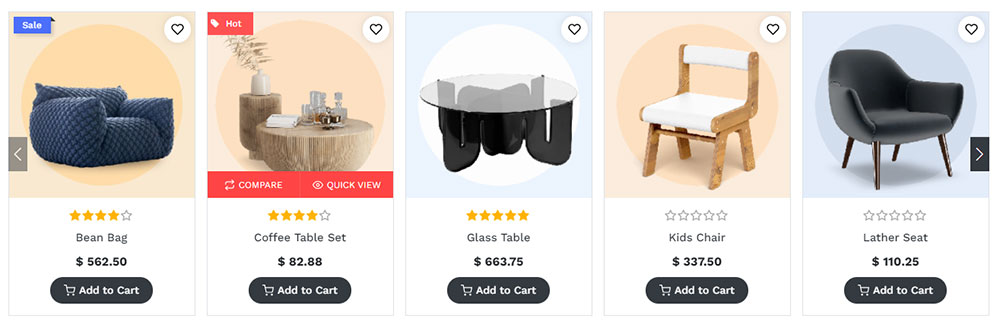 Sale
Hot
COMPARE
QUICK VIEW
Bean Bag
$ 562.50
Add to Cart
Coffee Table Set
$ 82.88
Add to Cart
Glass Table
$ 663.75
Add to Cart
Kids Chair
$ 337.50
Add to Cart
Lather Seat
$ 110.25
Add to Cart